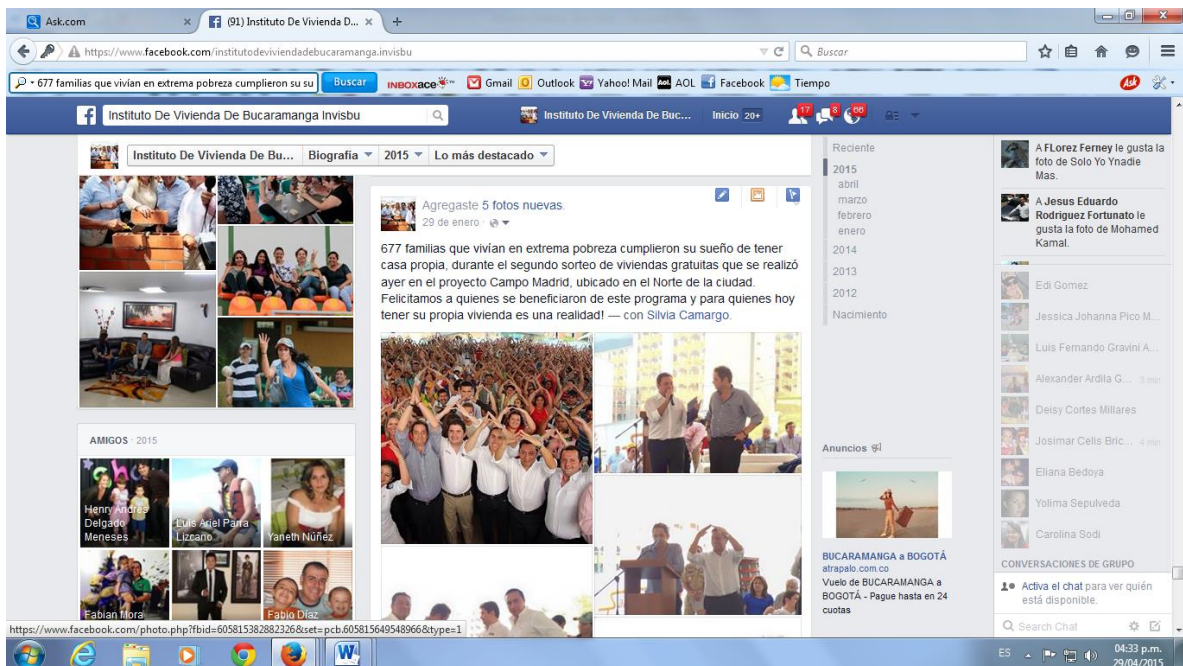 Ask.com
(91) Instituto De Vivienda D...
https://www.facebook.com/institutodeviviendadebucaramanga.invisbu
Buscar
677 familias que vivían en extrema pobreza cumplieron su su
Buscar
INBOXace
Gmail
Outlook
Yahoo! Mail
AOL
Facebook
Tiempo
Ask
Instituto De Vivienda De Bucaramanga Invisbu
Instituto De Vivienda De Buc...
Inicio 20+
17
8
66
Instituto De Vivienda De Bu...
Biografía
2015
Lo más destacado
AMIGOS · 2015
Henry Andrés
Delgado
Meneses
Luis Ariel Parra
Lizcano
Yaneth Núñez
Fabian Mora
Fabio Díaz
Agregaste 5 fotos nuevas.
29 de enero ·
677 familias que vivían en extrema pobreza cumplieron su sueño de tener
casa propia, durante el segundo sorteo de viviendas gratuitas que se realizó
ayer en el proyecto Campo Madrid, ubicado en el Norte de la ciudad.
Felicitamos a quienes se beneficiaron de este programa y para quienes hoy
tener su propia vivienda es una realidad! — con Silvia Camargo.
Reciente
2015
abril
marzo
febrero
enero
2014
2013
2012
Nacimiento
Anuncios
BUCARAMANGA a BOGOTÁ
atrapalo.com.co
Vuelo de BUCARAMANGA a
BOGOTÁ - Pague hasta en 24
cuotas
A FLorez Ferney le gusta la
foto de Solo Yo Ynadie
Mas.
A Jesus Eduardo
Rodriguez Fortunato le
gusta la foto de Mohamed
Kamal.
Edi Gomez
Jessica Johanna Pico M...
Luis Fernando Gravini A...
Alexander Ardila G... 3 min
Deisy Cortes Millares
Josimar Celis Bric... 4 min
Eliana Bedoya
Yolima Sepulveda
Carolina Sodi
CONVERSACIONES DE GRUPO
Activa el chat para ver quién
está disponible.
Search Chat
https://www.facebook.com/photo.php?fbid=605815382882326&set=pcb.605815649548966&type=1
ES
04:33 p.m.
29/04/2015